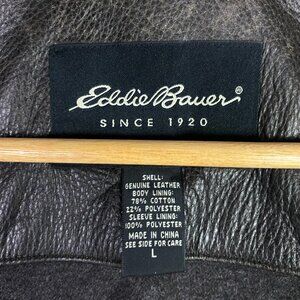 Eddie Bauer®
SINCE 1920
SHELL:
GENUINE LEATHER
BODY LINING:
78% COTTON
22% POLYESTER
SLEEVE LINING:
100% POLYESTER
MADE IN CHINA
SEE SIDE FOR CARE
L